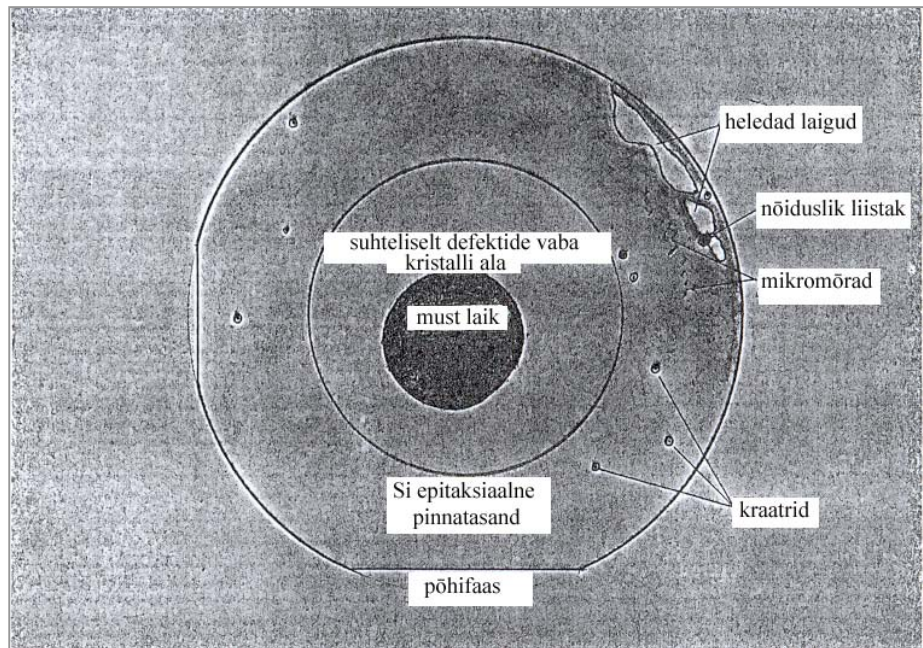 heledad laigud
nõiduslik liistak
suhteliselt defektide vaba
kristalli ala
mikromõrad
must laik
Si epitaksiaalne
pinnatasand
kraatrid
põhifaas